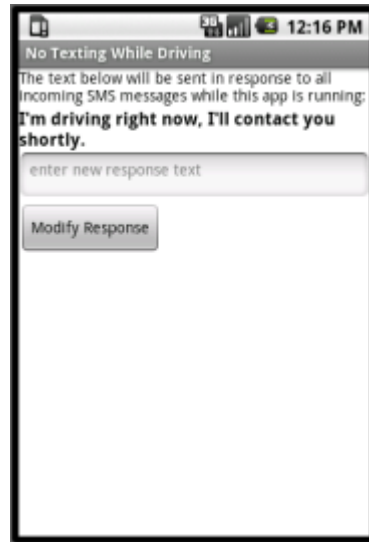 12:16 PM
No Texting While Driving
The text below will be sent in response to all
incoming SMS messages while this app is running:
I'm driving right now, I'll contact you
shortly.
enter new response text
Modify Response